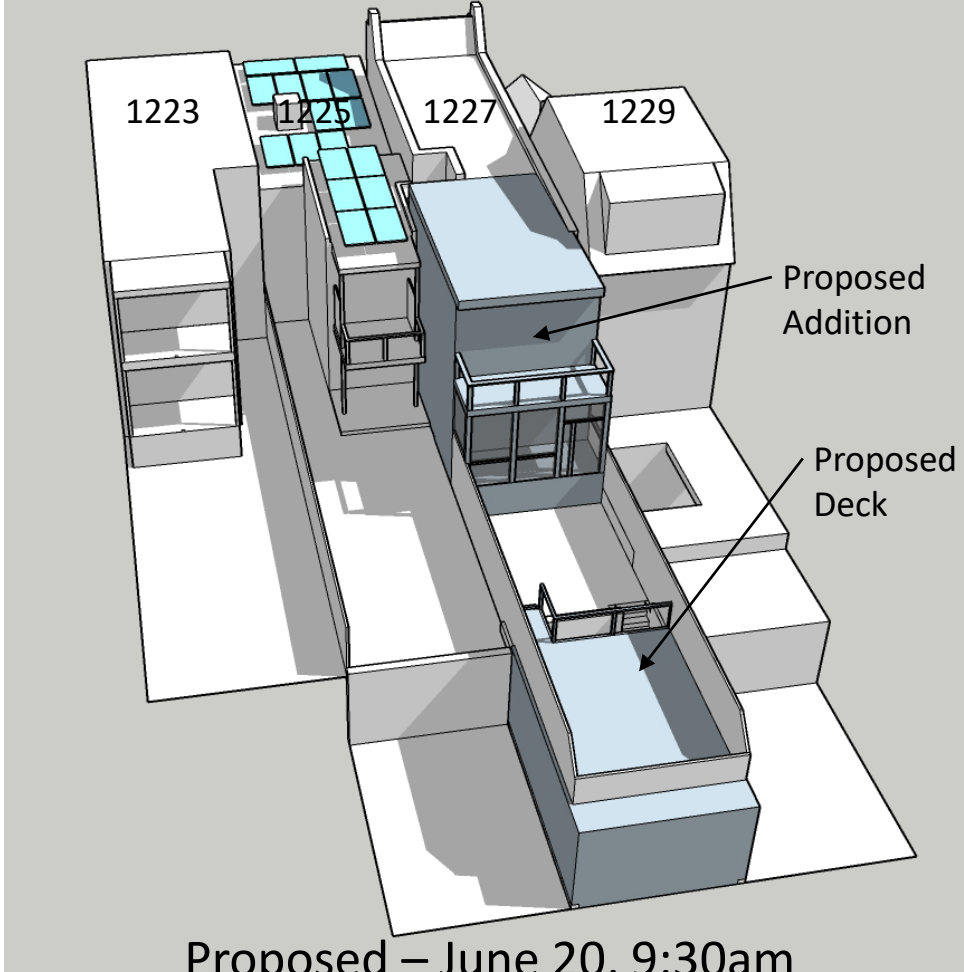 1223
1225
1227
1229
Proposed
Addition
Proposed
Deck
Proposed – June 20, 9:30am